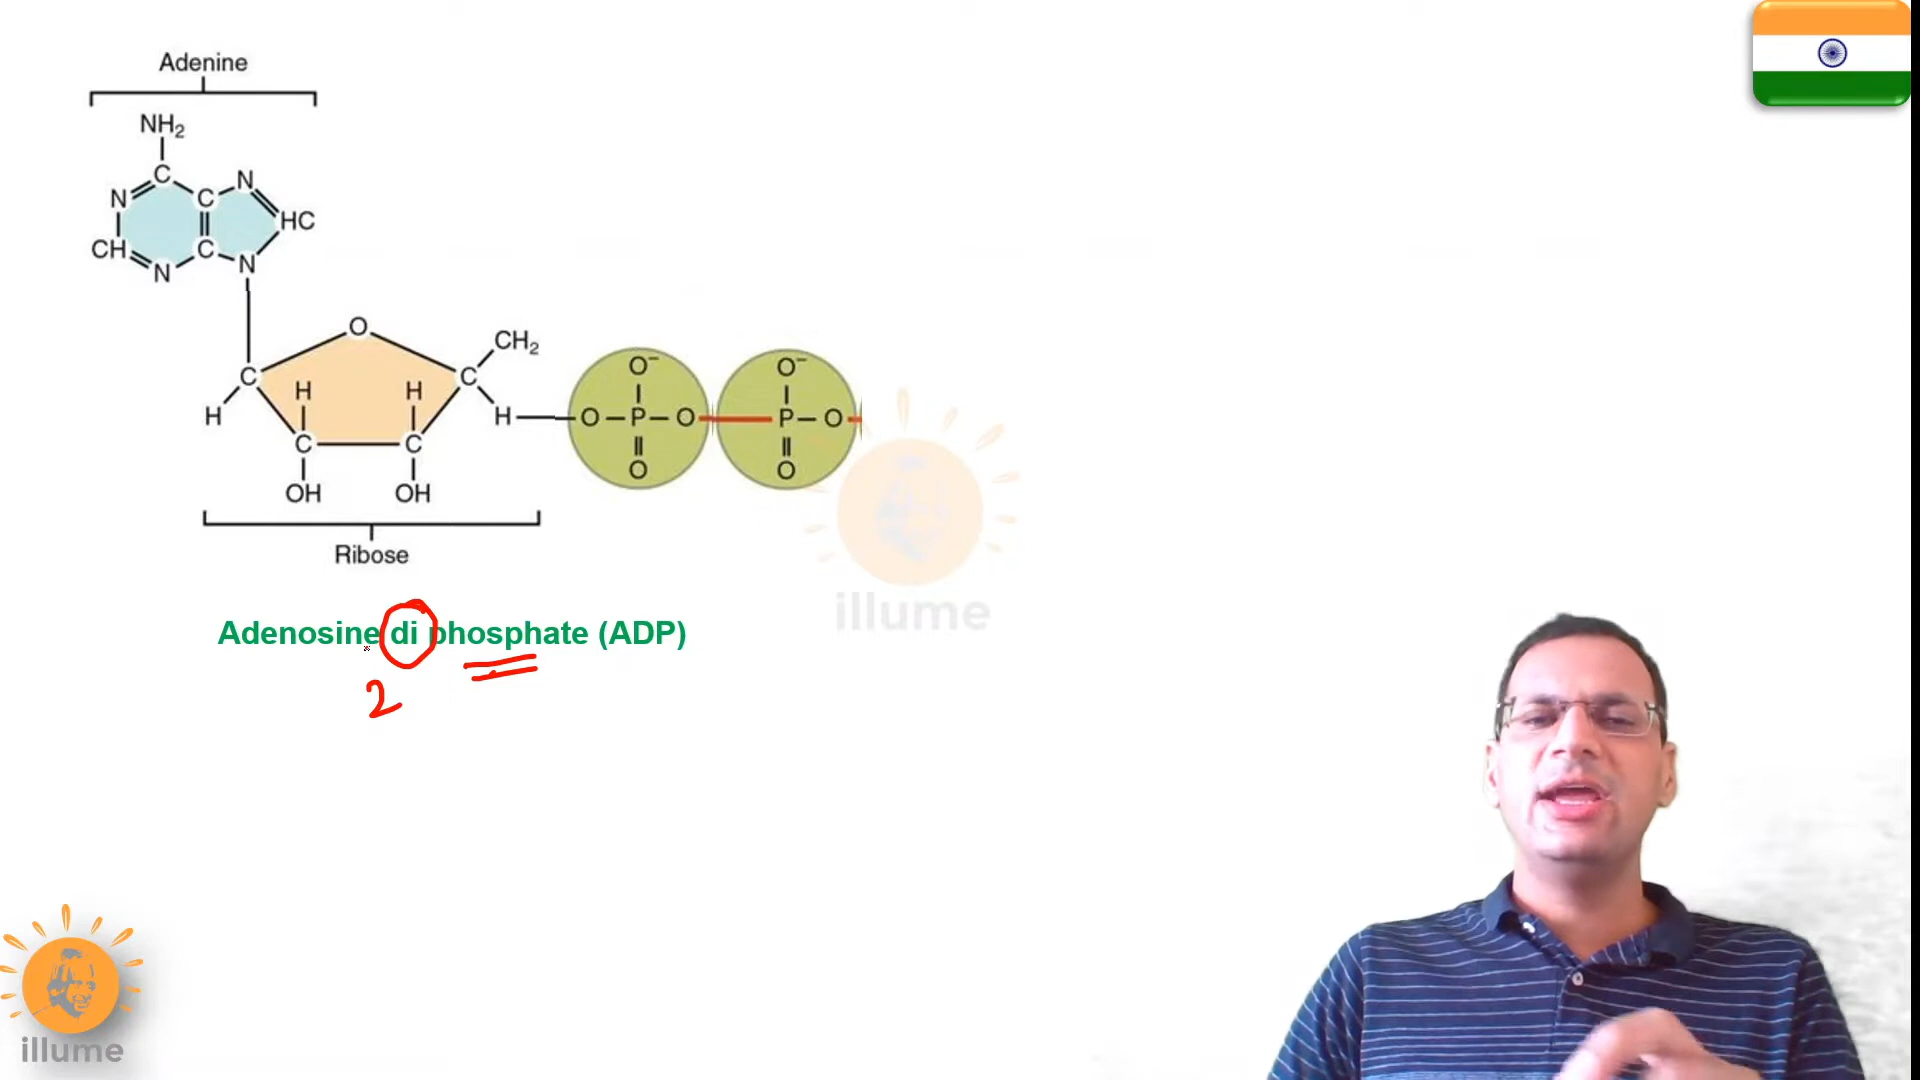 Adenine
NH₂
C
N
C
N
HC
CH
N
C
N
O
CH₂
C
H
H
C
H
H
C
C
OH
OH
O⁻
O
P
O
O
O⁻
P
O
O
Ribose
Adenosine di phosphate (ADP)
2
illume
illume